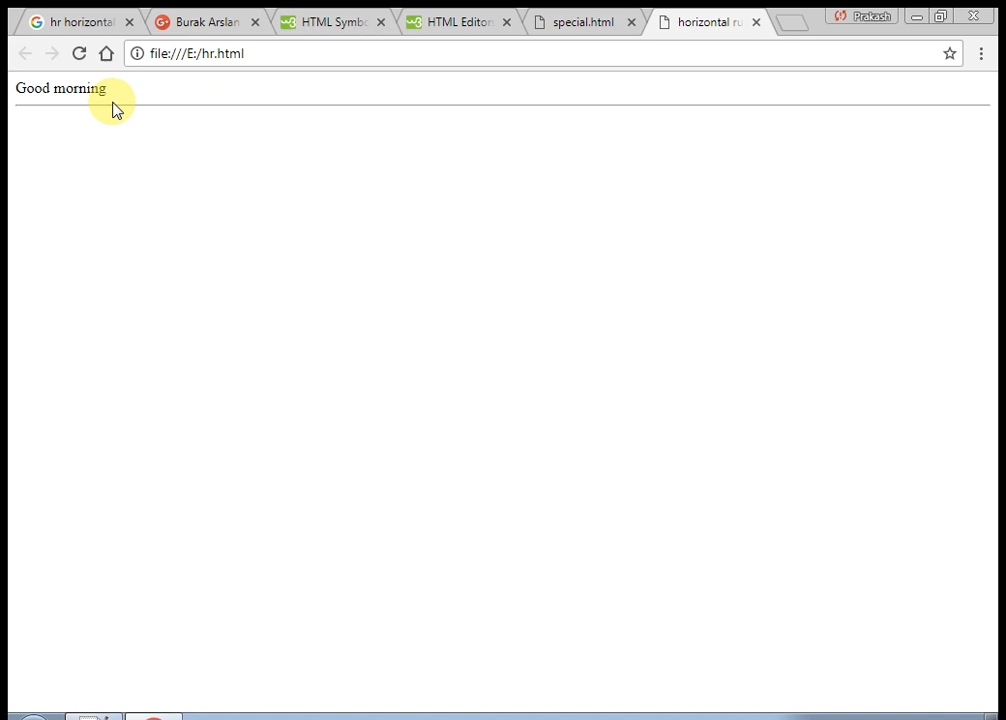 hr horizontal
Burak Arslan
HTML Symbo
HTML Editor
special.html
horizontal ru
Prakash
file:///E:/hr.html
Good morning